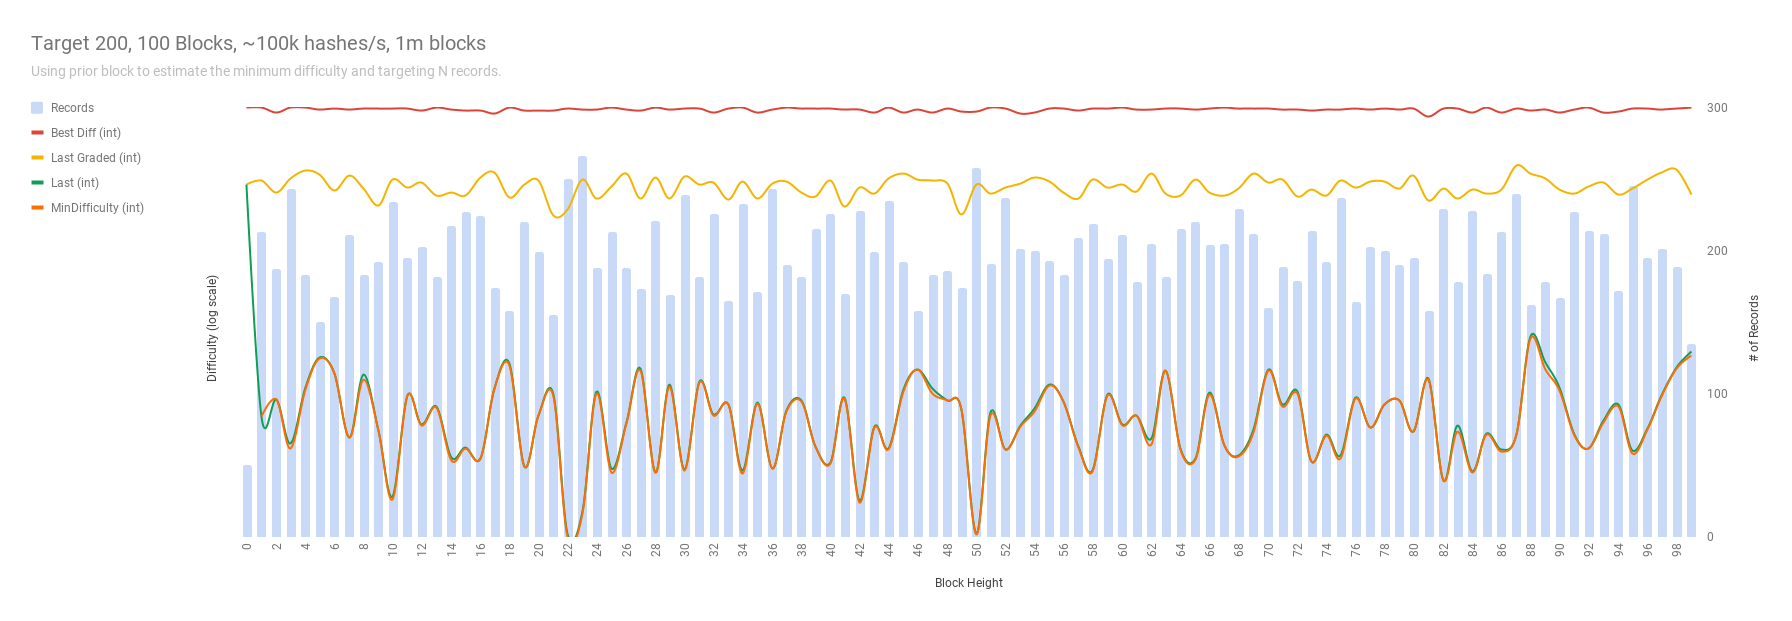 Target 200, 100 Blocks, ~100k hashes/s, 1m blocks
Using prior block to estimate the minimum difficulty and targeting N records.
Records
Best Diff (int)
Last Graded (int)
Last (int)
MinDifficulty (int)
Difficulty (log scale)
300
200
100
0
# of Records
0 2 4 6 8 10 12 14 16 18 20 22 24 26 28 30 32 34 36 38 40 42 44 46 48 50 52 54 56 58 60 62 64 66 68 70 72 74 76 78 80 82 84 86 88 90 92 94 96 98
Block Height